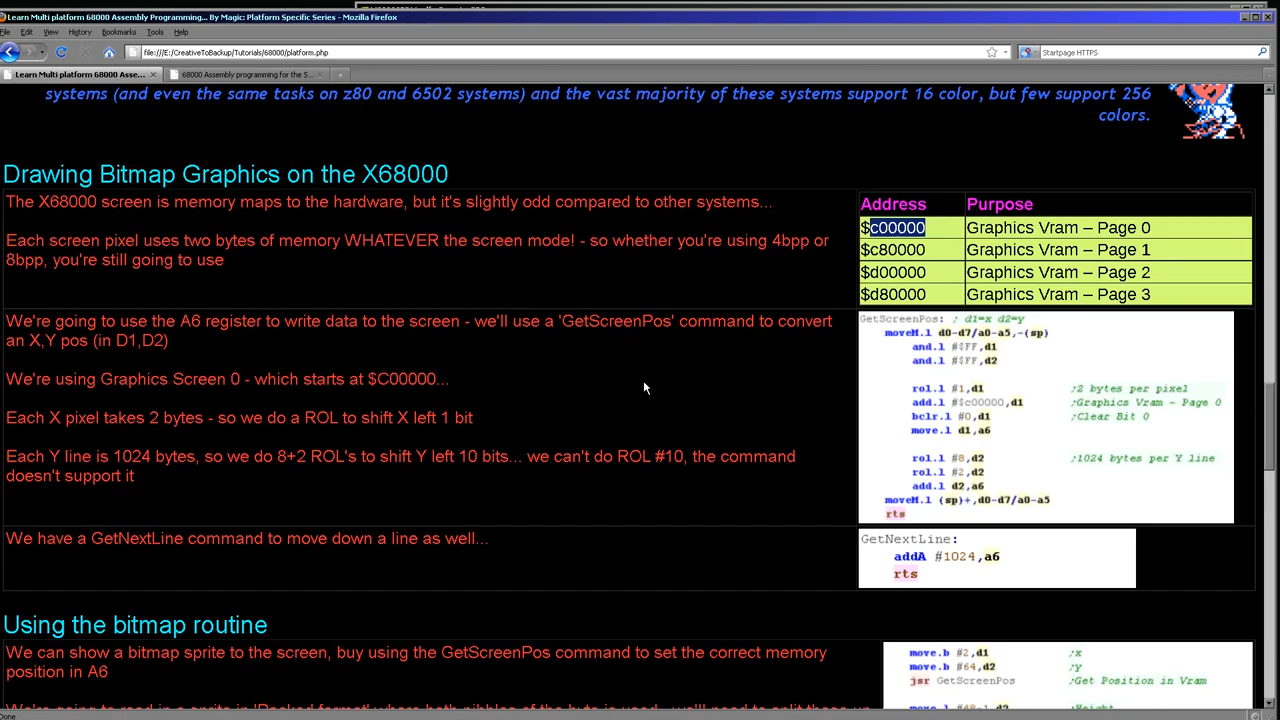 Learn Multi platform 68000 Assembly Programming... By Magic: Platform Specific Series - Mozilla Firefox
File Edit View History Bookmarks Tools Help
file:///E:/CreativeToBackup/Tutorials/68000/platform.php
Startpage HTTPS
Learn Multi platform 68000 Asse...
68000 Assembly programming for the S...
systems (and even the same tasks on z80 and 6502 systems) and the vast majority of these systems support 16 color, but few support 256
colors.
Drawing Bitmap Graphics on the X68000
The X68000 screen is memory maps to the hardware, but it's slightly odd compared to other systems...
Each screen pixel uses two bytes of memory WHATEVER the screen mode! - so whether you're using 4bpp or
8bpp, you're still going to use
Address Purpose
$c00000 Graphics Vram – Page 0
$c80000 Graphics Vram – Page 1
$d00000 Graphics Vram – Page 2
$d80000 Graphics Vram – Page 3
We're going to use the A6 register to write data to the screen - we'll use a 'GetScreenPos' command to convert
an X,Y pos (in D1,D2)
We're using Graphics Screen 0 - which starts at $C00000...
Each X pixel takes 2 bytes - so we do a ROL to shift X left 1 bit
Each Y line is 1024 bytes, so we do 8+2 ROL's to shift Y left 10 bits... we can't do ROL #10, the command
doesn't support it
GetScreenPos: ; d1=x d2=y
moveM.l d0-d7/a0-a5,-(sp)
and.l #$FF,d1
and.l #$FF,d2
rol.l #1,d1 ;2 bytes per pixel
add.l #$c00000,d1 ;Graphics Vram - Page 0
bclr.l #0,d1 ;Clear Bit 0
move.l d1,a6
rol.l #8,d2 ;1024 bytes per Y line
rol.l #2,d2
add.l d2,a6
moveM.l (sp)+,d0-d7/a0-a5
rts
We have a GetNextLine command to move down a line as well...
GetNextLine:
addA #1024,a6
rts
Using the bitmap routine
We can show a bitmap sprite to the screen, buy using the GetScreenPos command to set the correct memory
position in A6
move.b #2,d1 ;x
move.b #64,d2 ;y
jsr GetScreenPos ;Get Position in Vram
Done